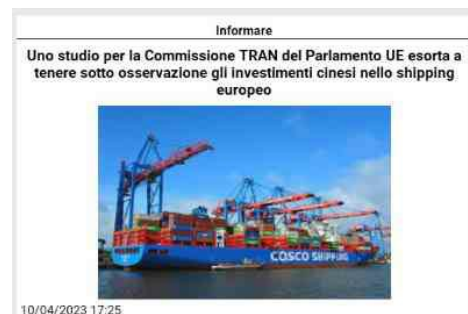 Informare
Uno studio per la Commissione TRAN del Parlamento UE esorta a
tenere sotto osservazione gli investimenti cinesi nello shipping
europeo
COSCO SHIPPING
10/04/2023 17:25